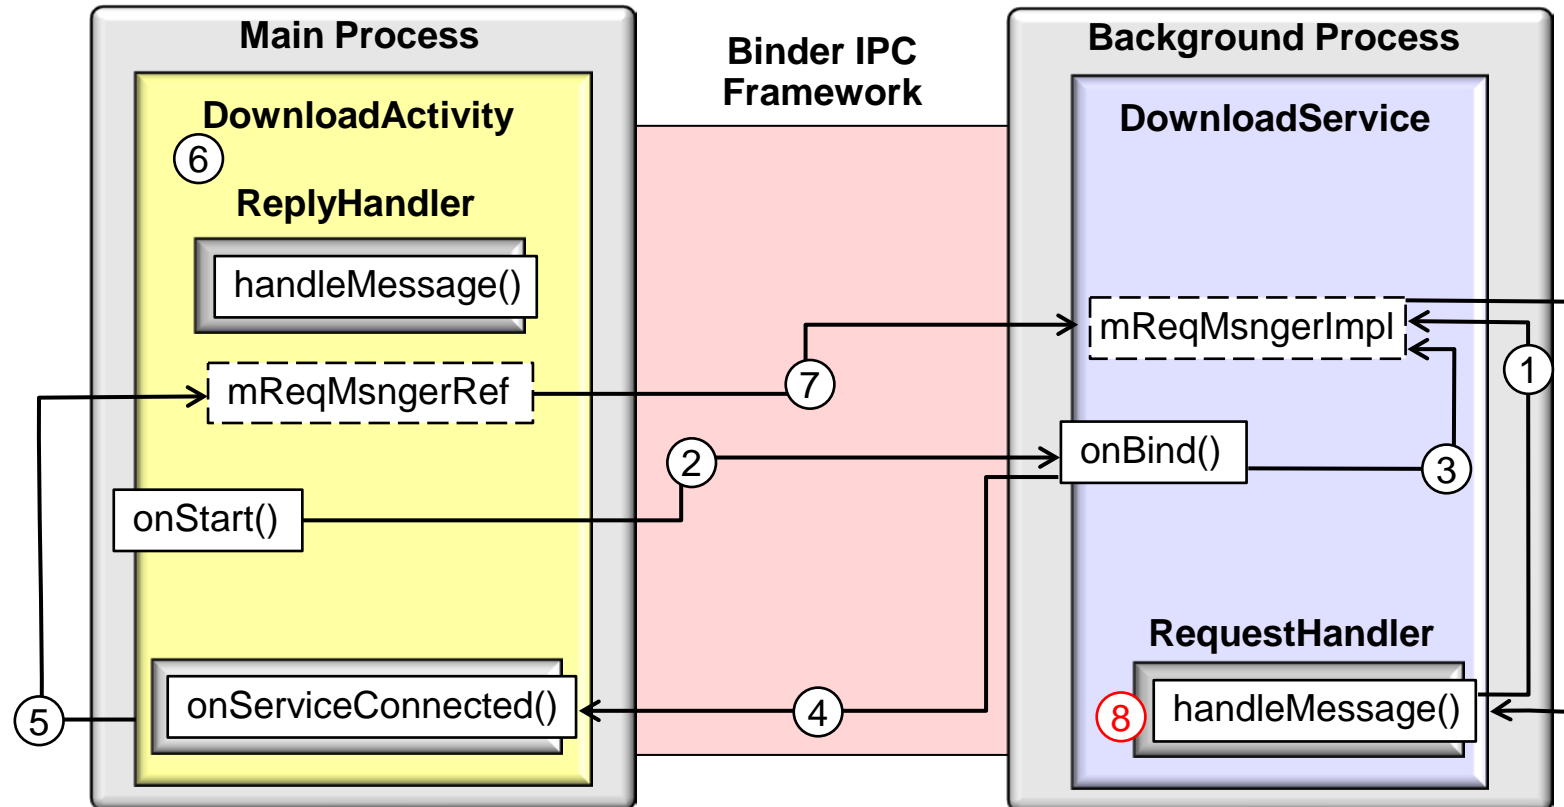 Main Process
DownloadActivity
6
ReplyHandler
handleMessage()
mReqMsngerRef
onStart()
5
onServiceConnected()
Binder IPC
Framework
7
2
4
Background Process
DownloadService
mReqMsngerImpl
1
onBind()
3
RequestHandler
8
handleMessage()